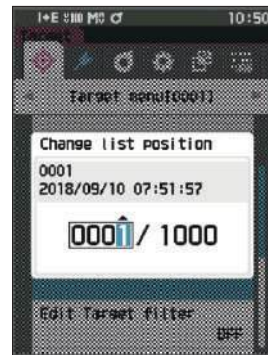 I+E M0 10:50
Target
Target menu[0001]
Change list position
0001
2018/09/10 07:51:57
0001 / 1000
Edit Target filter
OFF